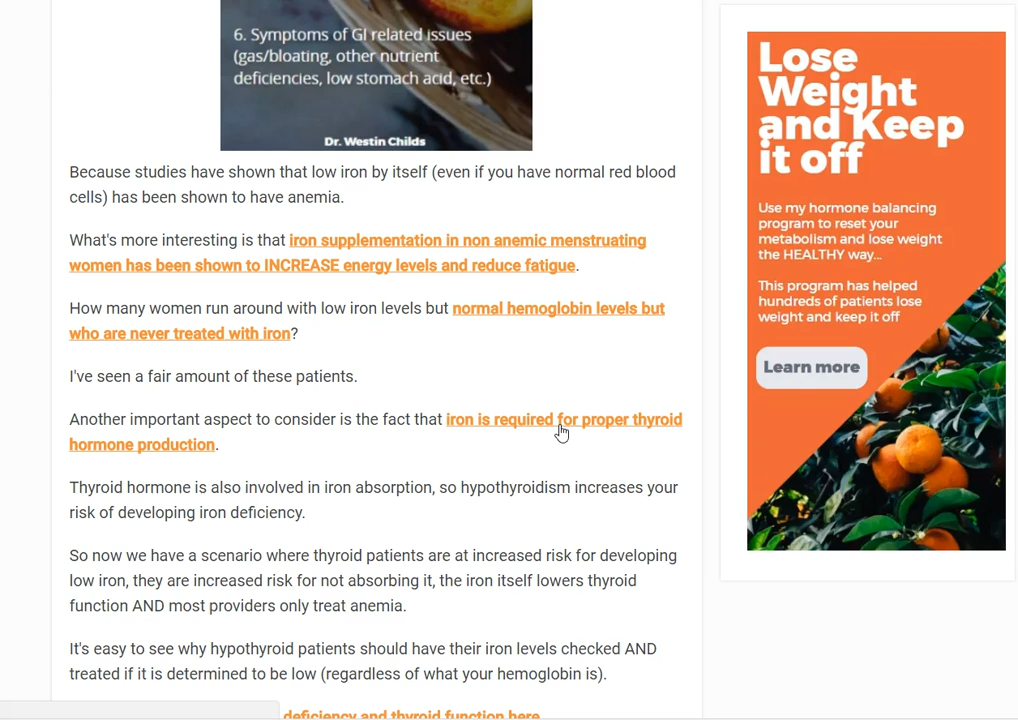 6. Symptoms of GI related issues
(gas/bloating, other nutrient
deficiencies, low stomach acid, etc.)
Dr. Westin Childs
Because studies have shown that low iron by itself (even if you have normal red blood
cells) has been shown to have anemia.
What's more interesting is that iron supplementation in non anemic menstruating
women has been shown to INCREASE energy levels and reduce fatigue.
How many women run around with low iron levels but normal hemoglobin levels but
who are never treated with iron?
I've seen a fair amount of these patients.
Another important aspect to consider is the fact that iron is required for proper thyroid
hormone production.
Thyroid hormone is also involved in iron absorption, so hypothyroidism increases your
risk of developing iron deficiency.
So now we have a scenario where thyroid patients are at increased risk for developing
low iron, they are increased risk for not absorbing it, the iron itself lowers thyroid
function AND most providers only treat anemia.
It's easy to see why hypothyroid patients should have their iron levels checked AND
treated if it is determined to be low (regardless of what your hemoglobin is).
deficiency and thyroid function here
Lose
Weight
and Keep
it off
Use my hormone balancing
program to reset your
metabolism and lose weight
the HEALTHY way...
This program has helped
hundreds of patients lose
weight and keep it off
Learn more